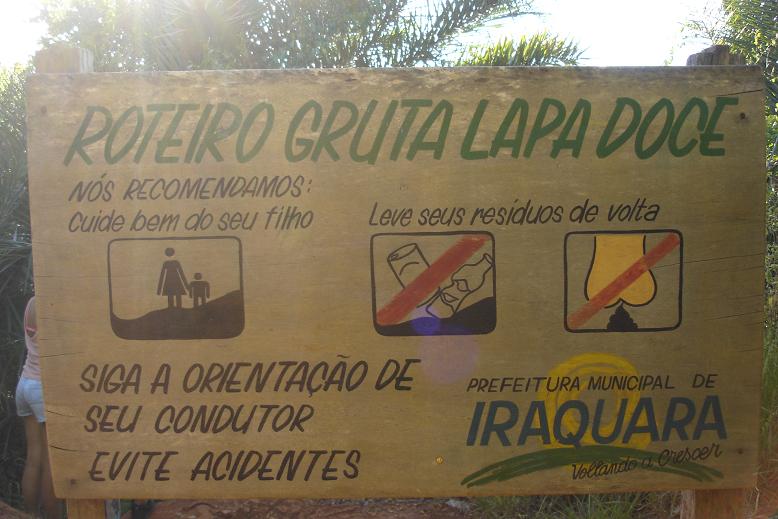 ROTEIRO GRUTA LAPA DOCE
NÓS RECOMENDAMOS:
Cuide bem do seu filho
Leve seus resíduos de volta
SIGA A ORIENTAÇÃO DE
SEU CONDUTOR
EVITE ACIDENTES
PREFEITURA MUNICIPAL DE
IRAQUARA
Voltando a Crescer